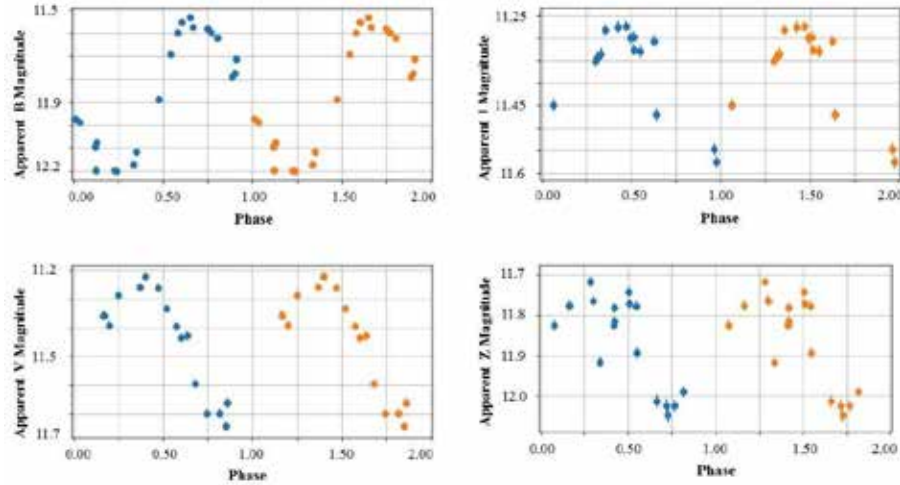 Apparent B Magnitude
11.5
11.9
12.2
0.00 0.50 0.75 1.00 1.50 2.00
Phase
Apparent I Magnitude
11.25
11.45
11.6
0.00 0.50 1.00 1.50 2.00
Phase
Apparent V Magnitude
11.2
11.5
11.7
0.00 0.50 0.75 1.00 1.50 2.00
Phase
Apparent Z Magnitude
11.7
11.8
11.9
12.0
0.00 0.50 1.00 1.50 2.00
Phase